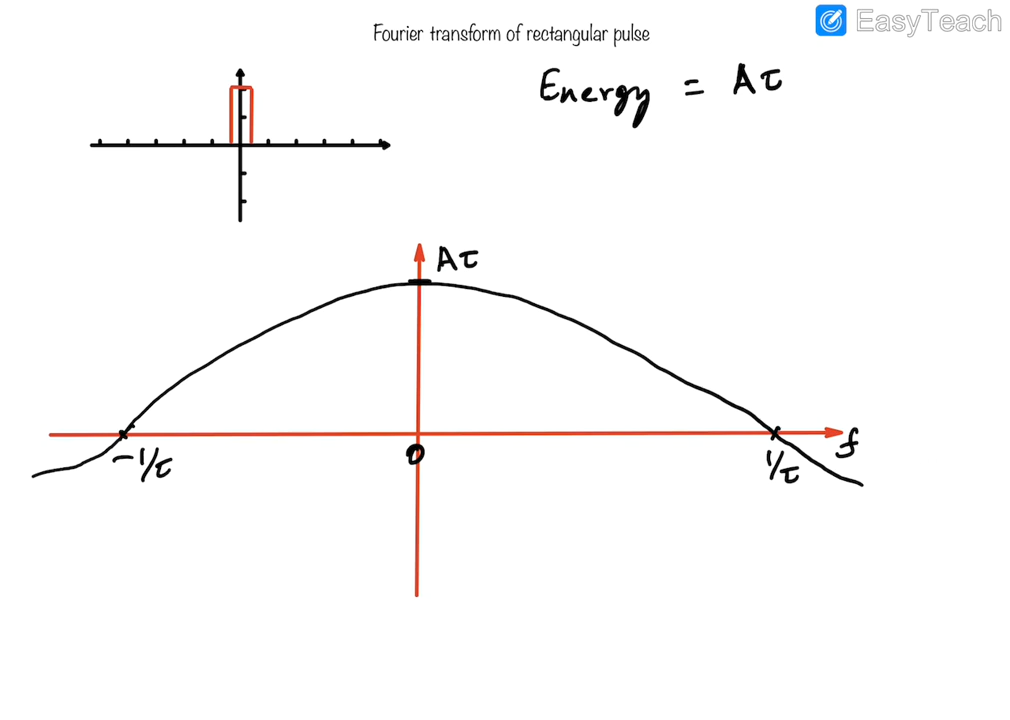 EasyTeach
Fourier transform of rectangular pulse
Energy = Aτ
Aτ
f
0
-1/τ
1/τ